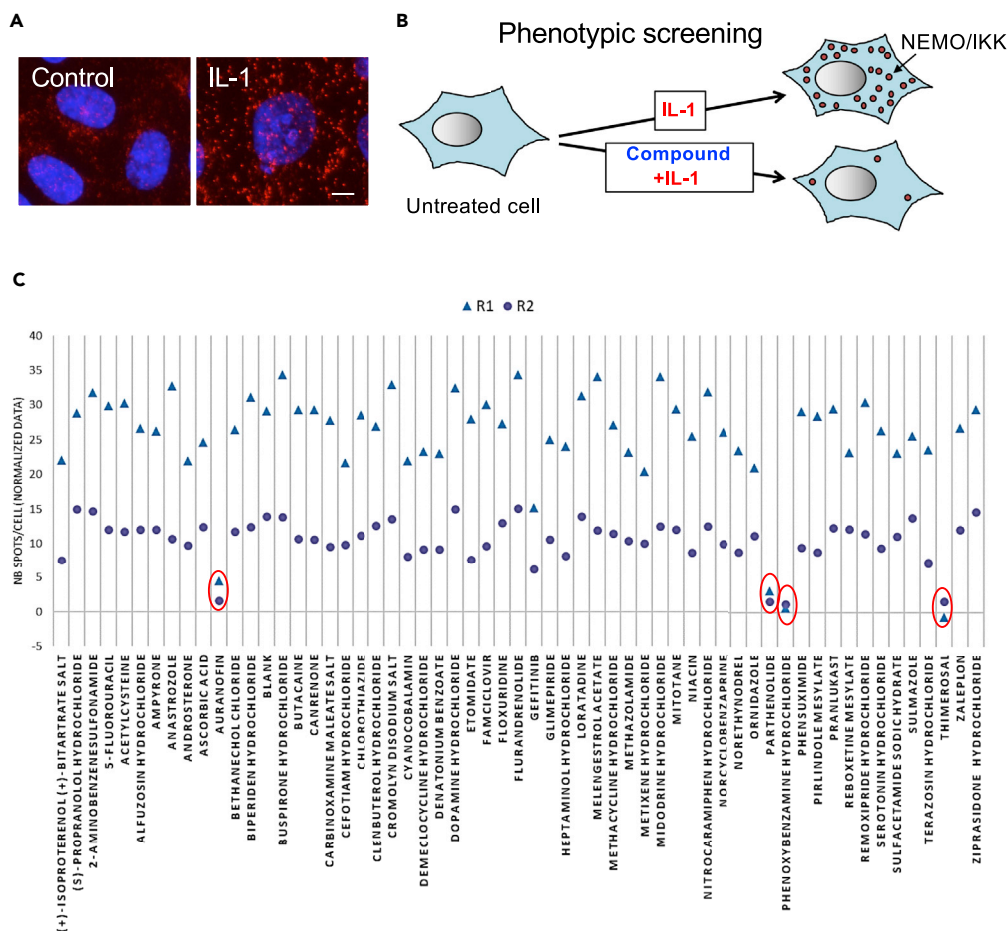 A
Control
IL-1
B
Phenotypic screening
NEMO/IKK
IL-1
Compound
+IL-1
Untreated cell
C
R1
R2
NB SPOTS/CELL (NORMALIZED DATA)
40
35
30
25
20
15
10
5
0
-5
(+)-ISOPROTERENOL (+)-BITARTRATE SALT
(S)-PROPRANOLOL HYDROCHLORIDE
2-AMINOBENZENESULFONAMIDE
5-FLUOROURACIL
ACETYLCYSTEINE
ALFUZOSIN HYDROCHLORIDE
AMPYRONE
ANASTROZOLE
ANDROSTERONE
ASCORBIC ACID
AURANOFIN
BETHANECHOL CHLORIDE
BIPERIDEN HYDROCHLORIDE
BLANK
BUSPIRONE HYDROCHLORIDE
BUTACAINE
CANRENONE
CARBINOXAMINE MALEATE SALT
CEFOTIAM HYDROCHLORIDE
CHLOROTHIAZIDE
CLENBUTEROL HYDROCHLORIDE
CROMOLYN DISODIUM SALT
CYANOCOBALAMIN
DEMECLOCYCLINE HYDROCHLORIDE
DENATONIUM BENZOATE
DOPAMINE HYDROCHLORIDE
ETOMIDATE
FAMCICLOVIR
FLOXURIDINE
FLURANDRENOLIDE
GEFITINIB
GLIMEPIRIDE
HEPTAMINOL HYDROCHLORIDE
LORATADINE
MELENGESTROL ACETATE
METHACYCLINE HYDROCHLORIDE
METHAZOLAMIDE
METIXENE HYDROCHLORIDE
MIDODRINE HYDROCHLORIDE
MITOTANE
NIACIN
NITROCARAMIPHEN HYDROCHLORIDE
NORCYCLOBENZAPRINE
NORETHYNODREL
ORNIDAZOLE
PARTHENOLIDE
PHENOXYBENZAMINE HYDROCHLORIDE
PHENSUXIMIDE
PIRLINDOLE MESYLATE
PRANLUKAST
REBOXETINE MESYLATE
REMOXIPRIDE HYDROCHLORIDE
SEROTONIN HYDROCHLORIDE
SULFACETAMIDE SODIC HYDRATE
SULMAZOLE
TERAZOSIN HYDROCHLORIDE
THIMEROSAL
ZALEPLON
ZIPRASIDONE HYDROCHLORIDE